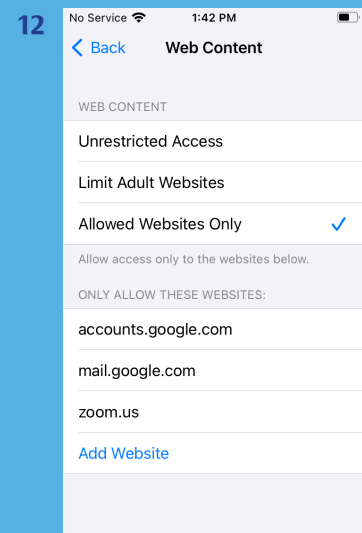 12
No Service 1:42 PM
Back Web Content
WEB CONTENT
Unrestricted Access
Limit Adult Websites
Allowed Websites Only
Allow access only to the websites below.
ONLY ALLOW THESE WEBSITES:
accounts.google.com
mail.google.com
zoom.us
Add Website